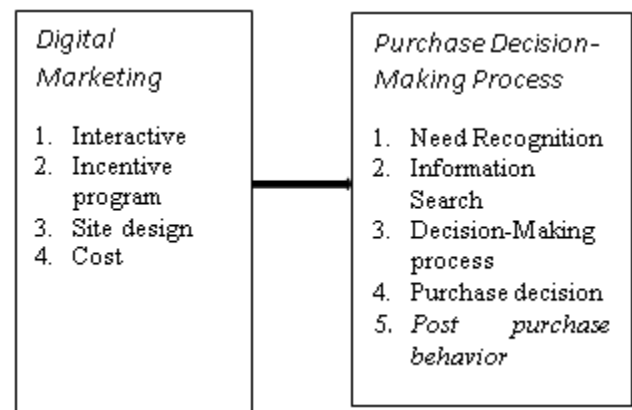 Digital
Marketing
1. Interactive
2. Incentive
program
3. Site design
4. Cost
Purchase Decision-
Making Process
1. Need Recognition
2. Information
Search
3. Decision-Making
process
4. Purchase decision
5. Post purchase
behavior